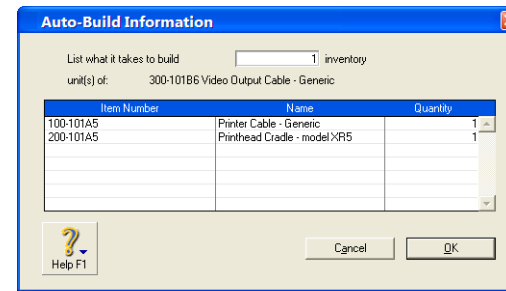 Auto-Build Information
List what it takes to build 1 inventory
unit(s) of: 300-101B6 Video Output Cable - Generic
Item Number Name Quantity
100-101A5 Printer Cable - Generic 1
200-101A5 Printhead Cradle - model XR5 1
Help F1
Cancel OK